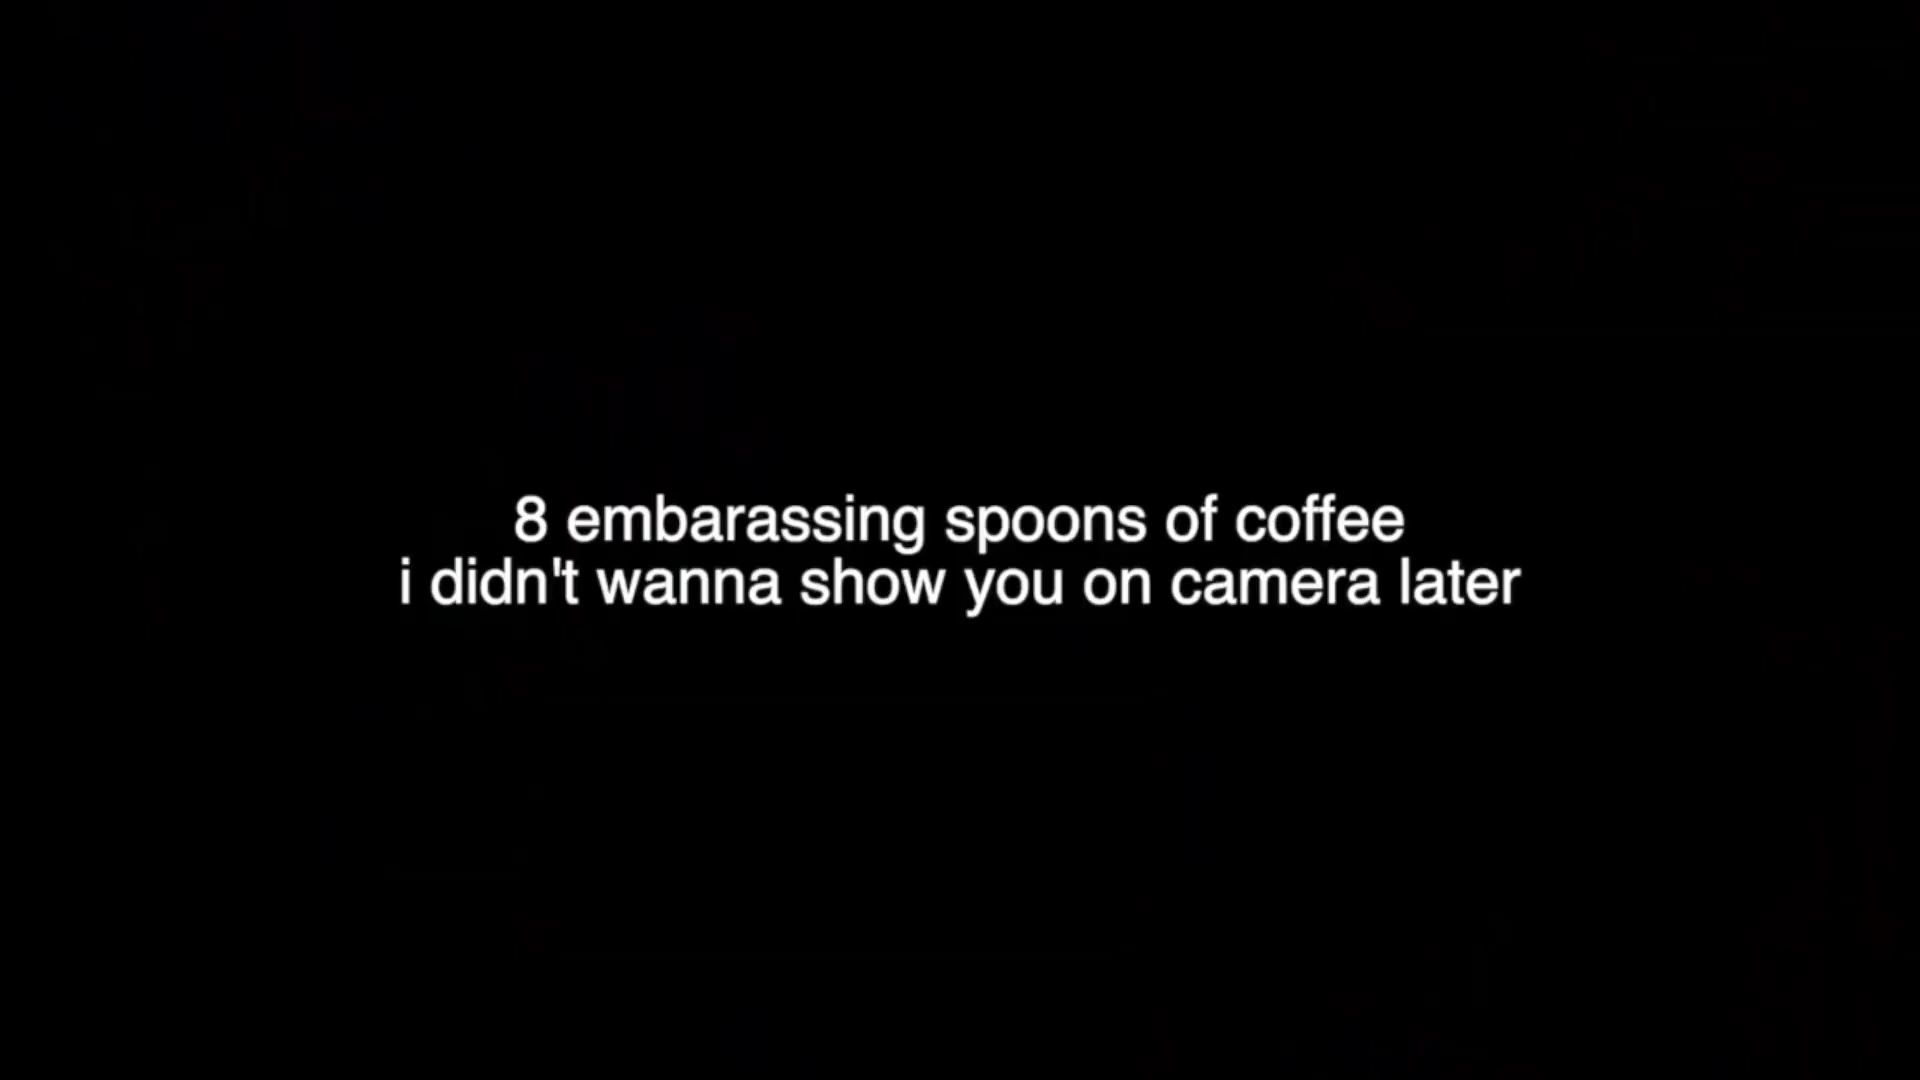 8 embarassing spoons of coffee
i didn't wanna show you on camera later